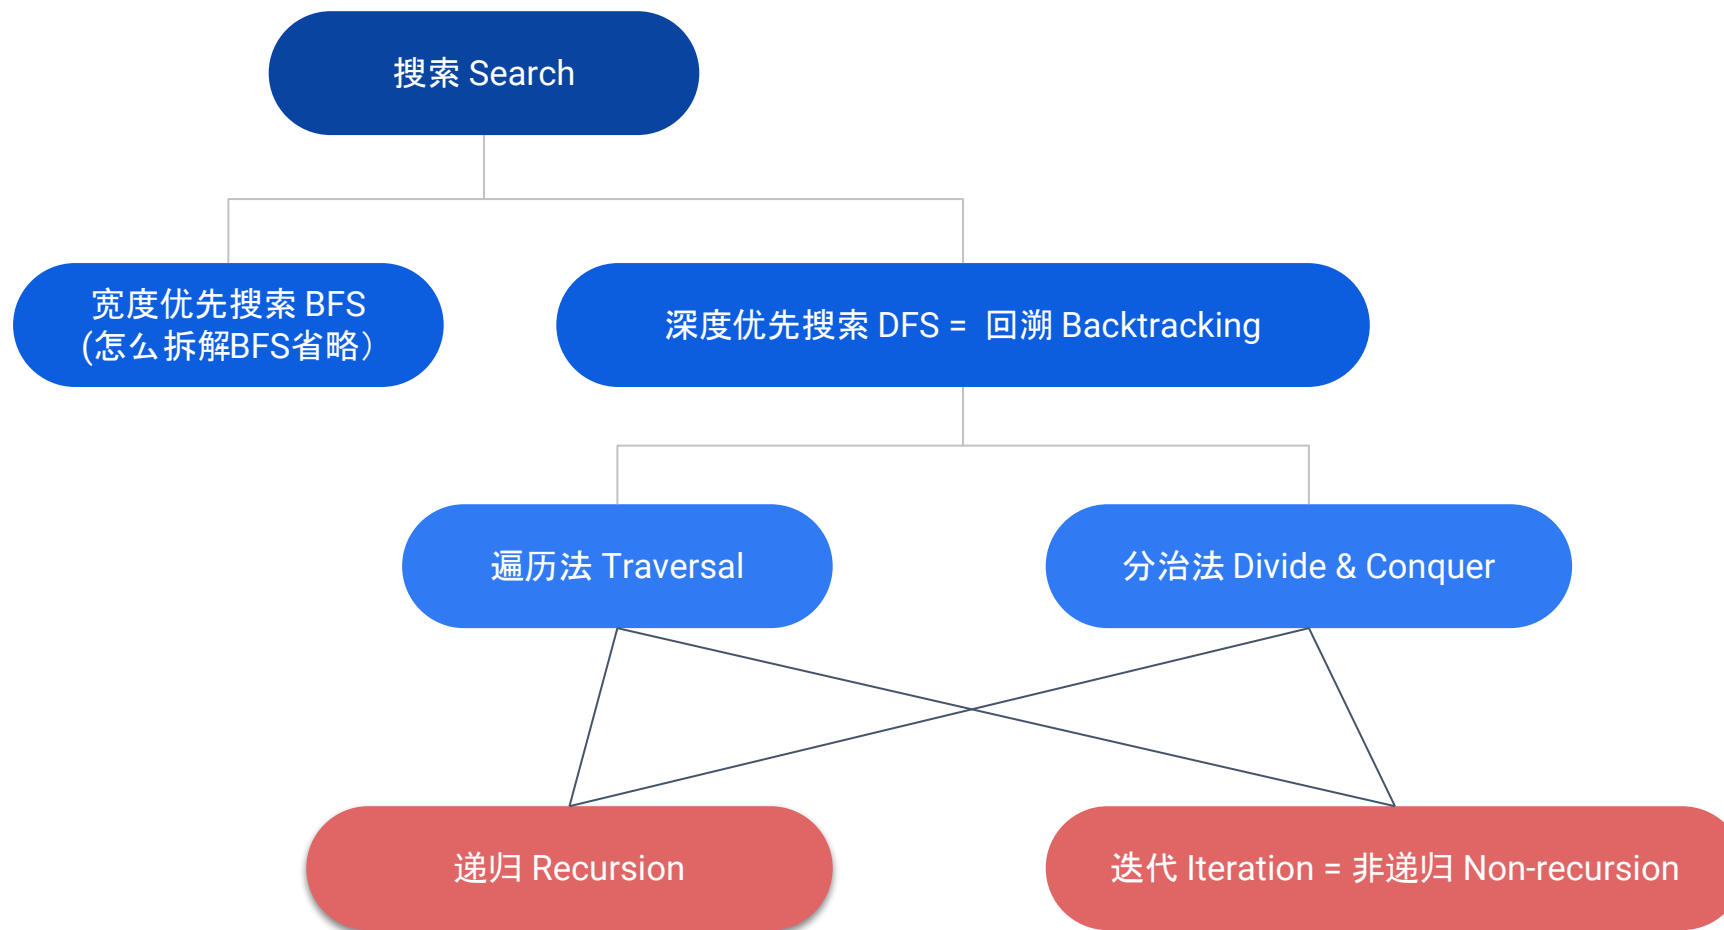 搜索 Search
宽度优先搜索 BFS
(怎么拆解BFS省略）
深度优先搜索 DFS = 回溯 Backtracking
遍历法 Traversal
分治法 Divide & Conquer
递归 Recursion
迭代 Iteration = 非递归 Non-recursion